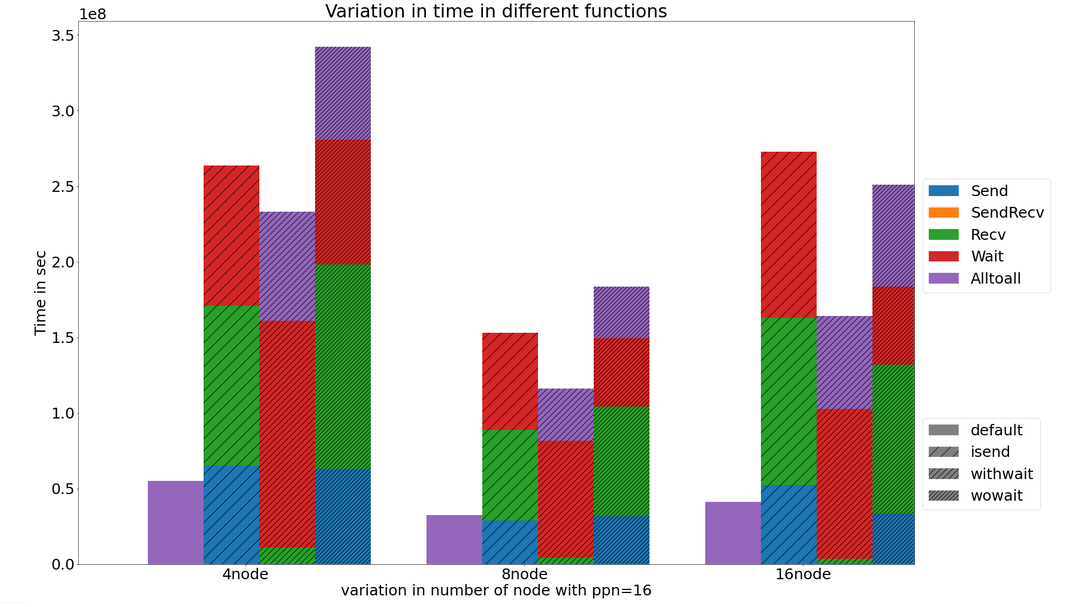 Variation in time in different functions
1e8
3.5
3.0
2.5
2.0
1.5
1.0
0.5
0.0
Time in sec
4node
8node
16node
variation in number of node with ppn=16
Send
SendRecv
Recv
Wait
Alltoall
default
isend
withwait
wowait